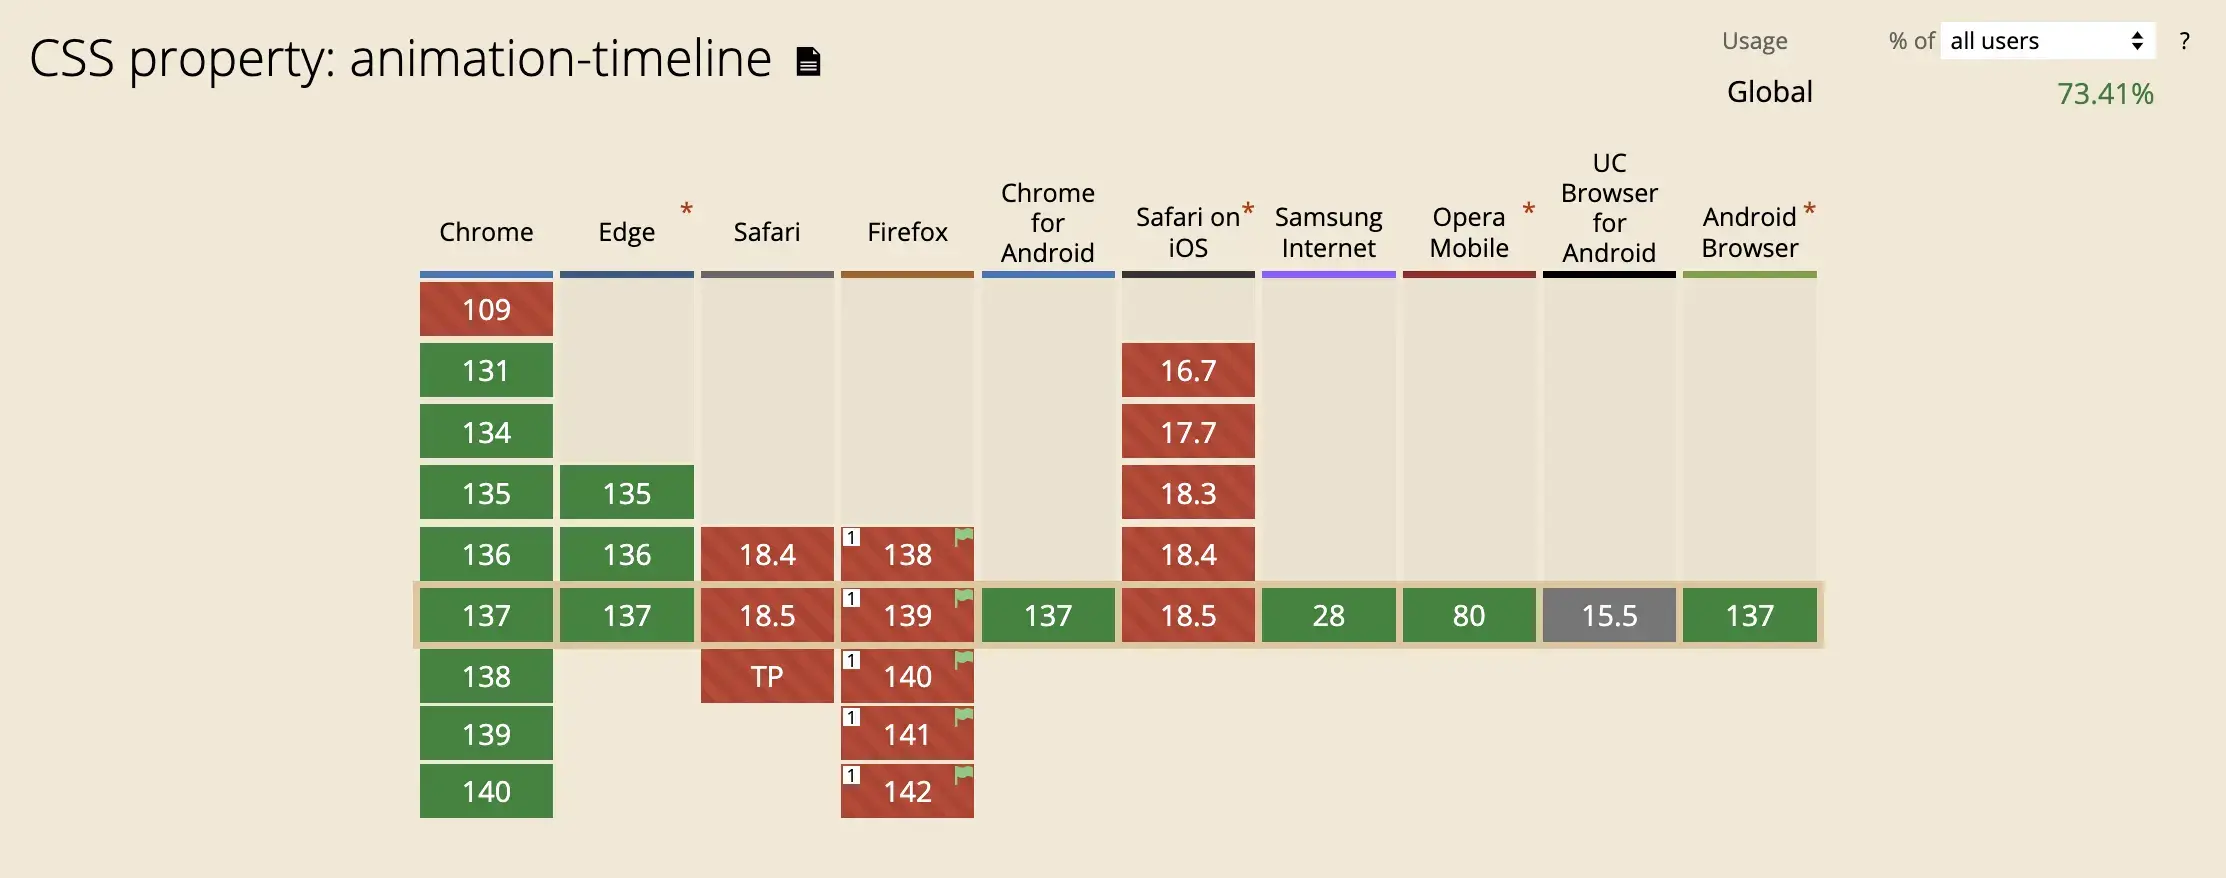 CSS property: animation-timeline
Usage % of all users ?
Global 73.41%
Chrome
Edge *
Safari
Firefox
Chrome
for
Android
Safari on *
iOS
Samsung
Internet
Opera *
Mobile
UC
Browser
for
Android
Android *
Browser
109
131 16.7
134 17.7
135 135 18.3
136 136 18.4 1 138 18.4
137 137 18.5 1 139 137 18.5 28 80 15.5 137
138 TP 1 140
139 1 141
140 1 142